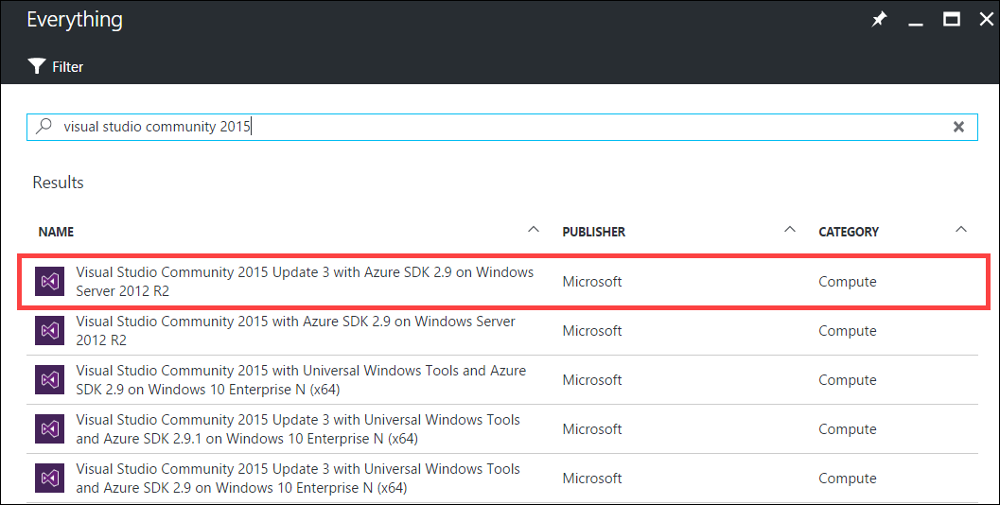 Everything
Filter
visual studio community 2015
Results
NAME PUBLISHER CATEGORY
Visual Studio Community 2015 Update 3 with Azure SDK 2.9 on Windows
Server 2012 R2
Microsoft Compute
Visual Studio Community 2015 with Azure SDK 2.9 on Windows Server
2012 R2
Microsoft Compute
Visual Studio Community 2015 with Universal Windows Tools and Azure
SDK 2.9 on Windows 10 Enterprise N (x64)
Microsoft Compute
Visual Studio Community 2015 Update 3 with Universal Windows Tools
and Azure SDK 2.9.1 on Windows 10 Enterprise N (x64)
Microsoft Compute
Visual Studio Community 2015 Update 3 with Universal Windows Tools
and Azure SDK 2.9 on Windows 10 Enterprise N (x64)
Microsoft Compute